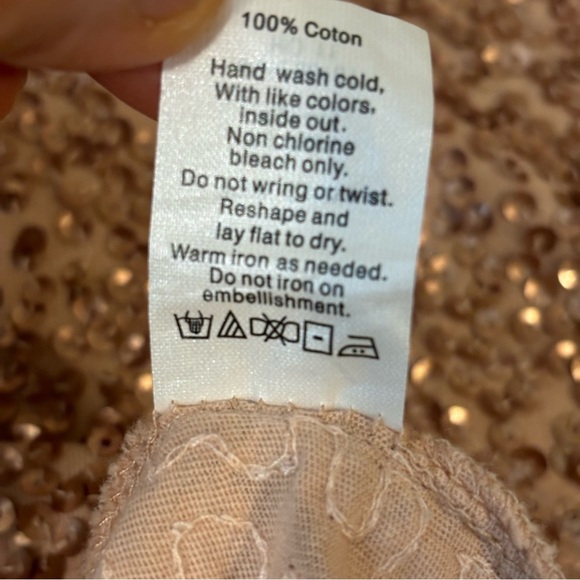 100% Coton
Hand wash cold,
With like colors,
Inside out.
Non chlorine
bleach only.
Do not wring or twist.
Reshape and
lay flat to dry.
Warm iron as needed.
Do not iron on
embellishment.